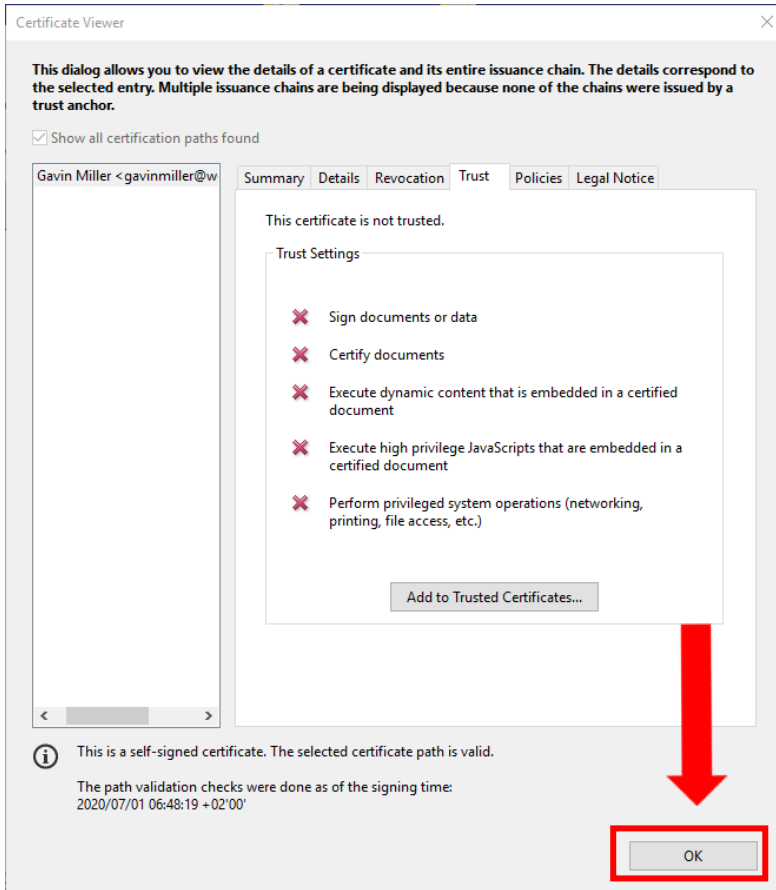 Certificate Viewer
This dialog allows you to view the details of a certificate and its entire issuance chain. The details correspond to
the selected entry. Multiple issuance chains are being displayed because none of the chains were issued by a
trust anchor.
Show all certification paths found
Gavin Miller <gavinmiller@w
Summary Details Revocation Trust Policies Legal Notice
This certificate is not trusted.
Trust Settings
Sign documents or data
Certify documents
Execute dynamic content that is embedded in a certified
document
Execute high privilege JavaScripts that are embedded in a
certified document
Perform privileged system operations (networking,
printing, file access, etc.)
Add to Trusted Certificates...
This is a self-signed certificate. The selected certificate path is valid.
The path validation checks were done as of the signing time:
2020/07/01 06:48:19 +02'00'
OK